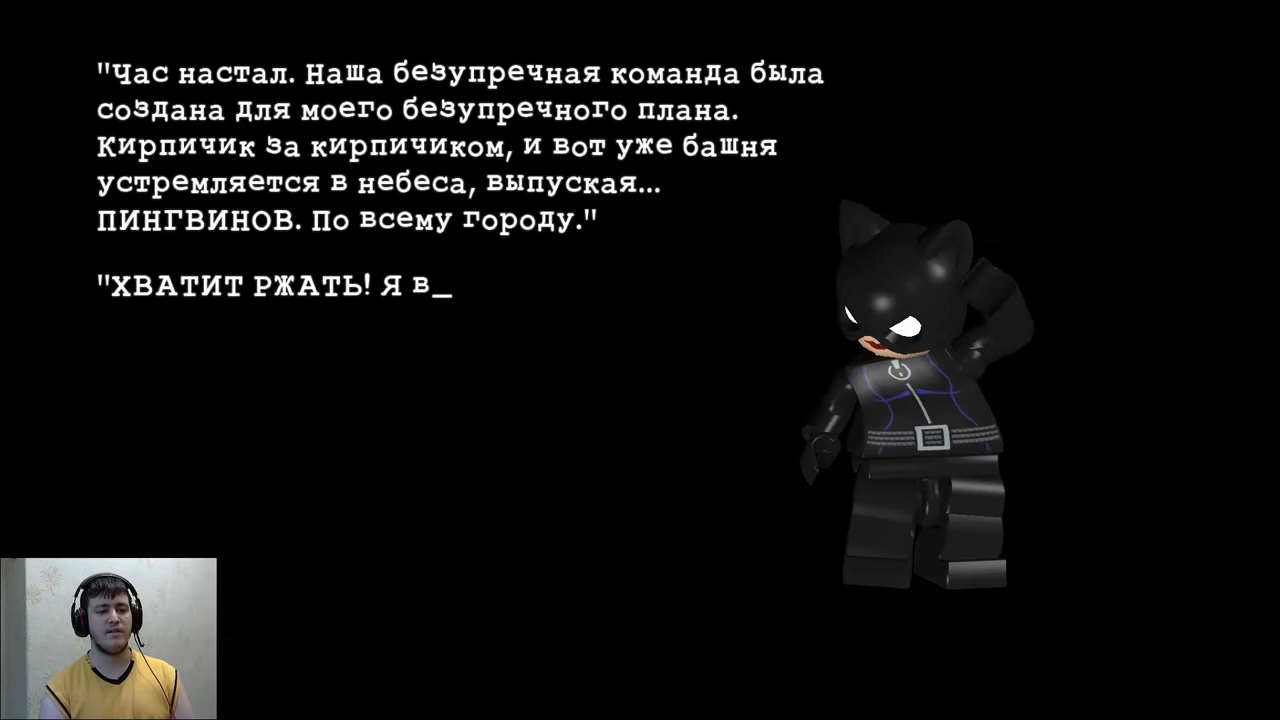 "Час настал. Наша безупречная команда была
создана для моего безупречного плана.
Кирпичик за кирпичиком, и вот уже башня
устремляется в небеса, выпуская...
ПИНГВИНОВ. По всему городу."
"ХВАТИТ РЖАТЬ! Я в_